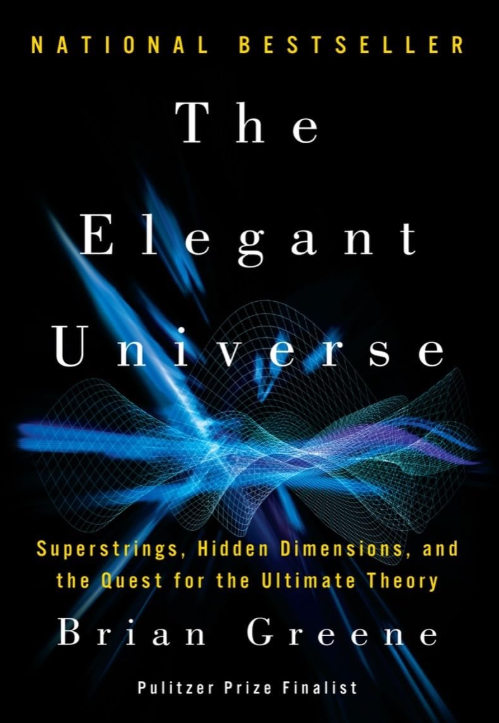 NATIONAL BESTSELLER
The
Elegant
Universe
Superstrings, Hidden Dimensions, and
the Quest for the Ultimate Theory
Brian Greene
Pulitzer Prize Finalist